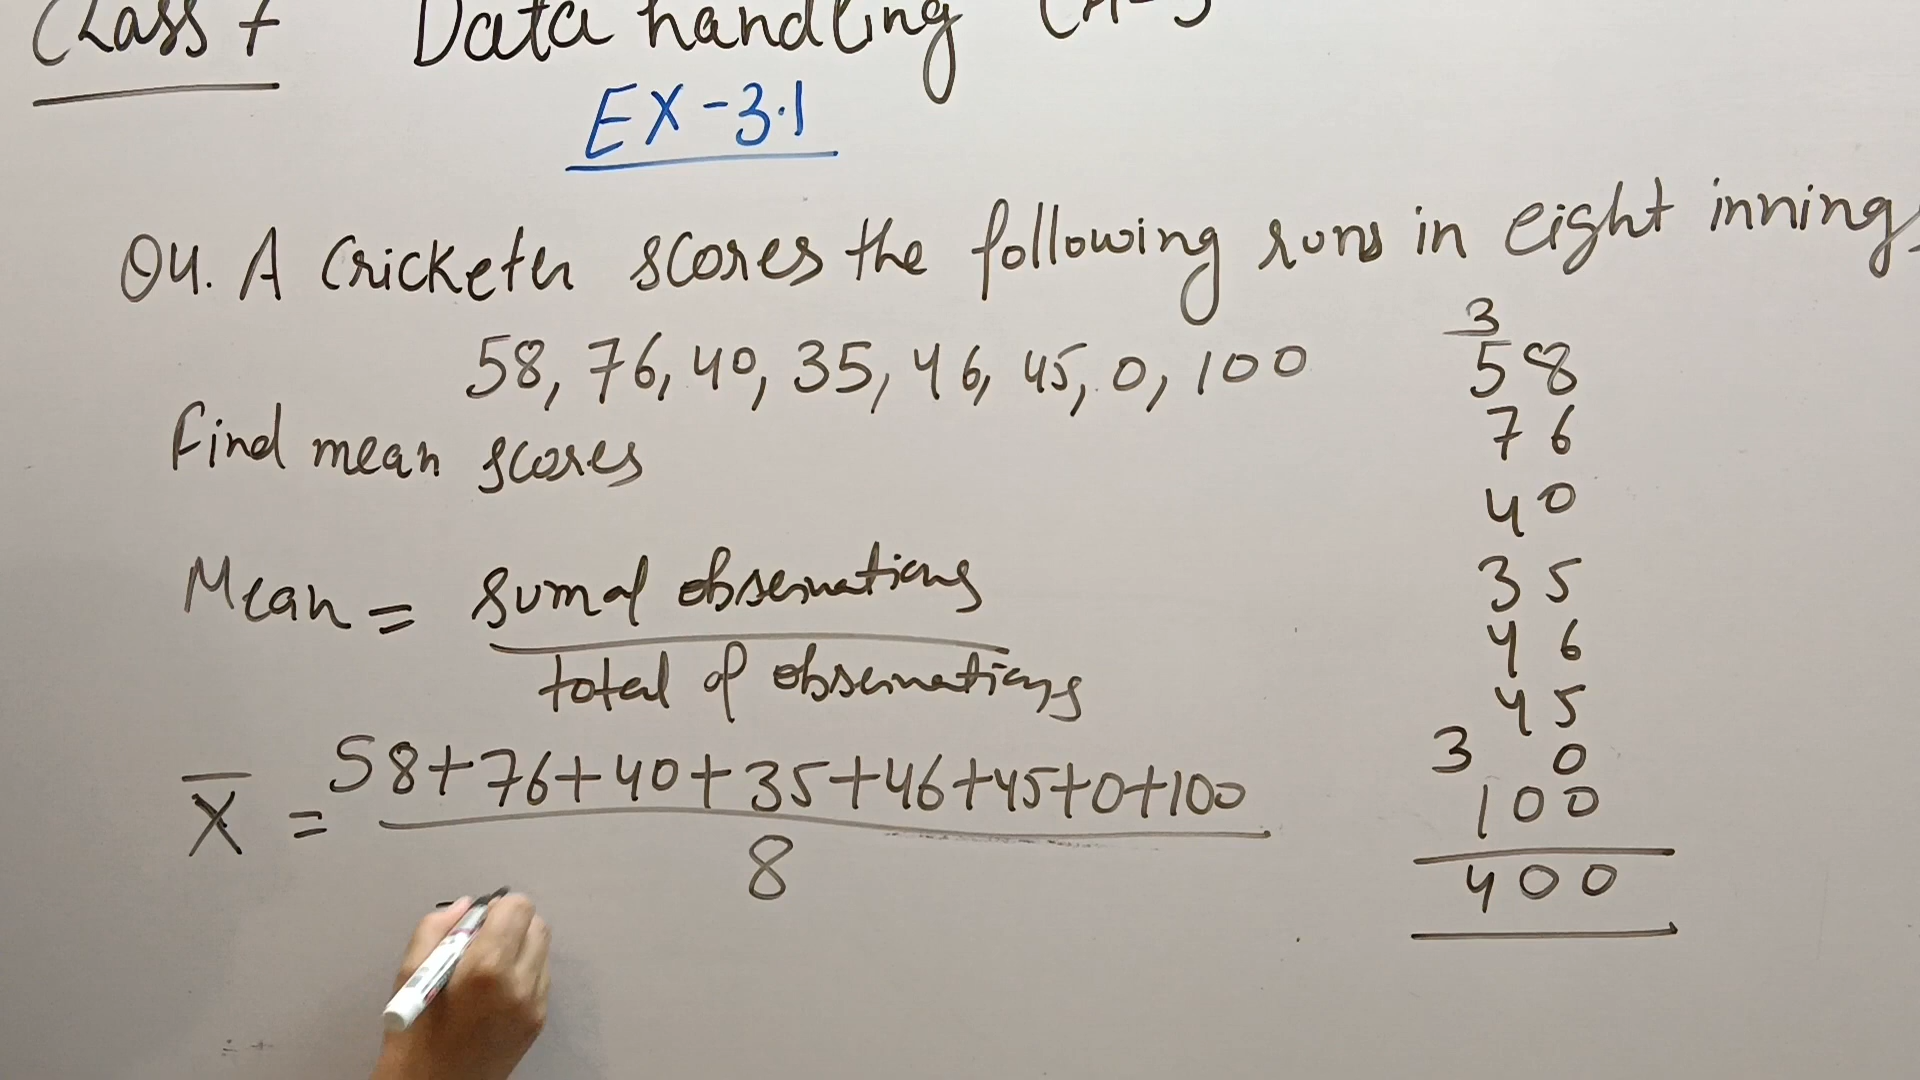 Class 7 Data handling
EX-3.1
Q4. A Cricketer scores the following runs in eight inning
58, 76, 40, 35, 46, 45, 0, 100
Find mean scores
Mean = Sum of observations
total of observations
X̄ = 58+76+40+35+46+45+0+100
8
=
3
58
76
40
35
46
45
3 0
100
400